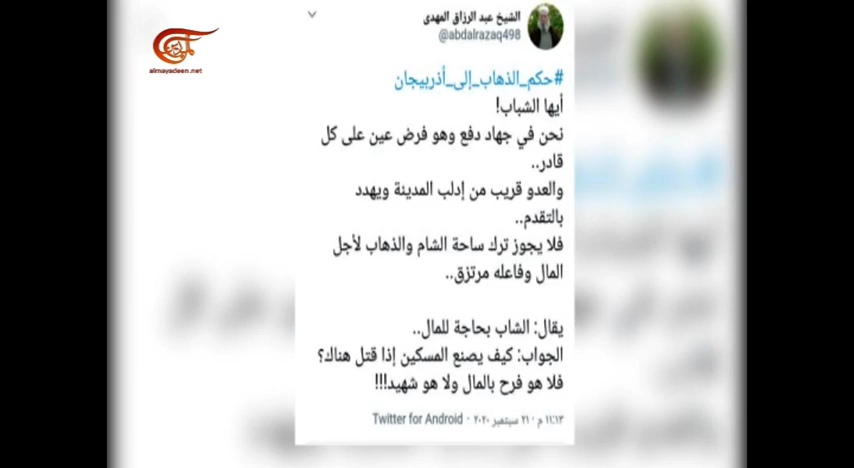 الشيخ عبد الرزاق المهدي
@abdalrazaq498
almayadeen.net
#حكم_الذهاب_إلى_أذربيجان
أيها الشباب!
نحن في جهاد دفع وهو فرض عين على كل
قادر..
والعدو قريب من إدلب المدينة ويهدد
بالتقدم..
فلا يجوز ترك ساحة الشام والذهاب لأجل
المال وفاعله مرتزق..
يقال: الشاب بحاجة للمال..
الجواب: كيف يصنع المسكين إذا قتل هناك؟
فلا هو فرح بالمال ولا هو شهيد!!!
١١:١٣ م · ٢١ سبتمبر ٢٠٢٠ · Twitter for Android